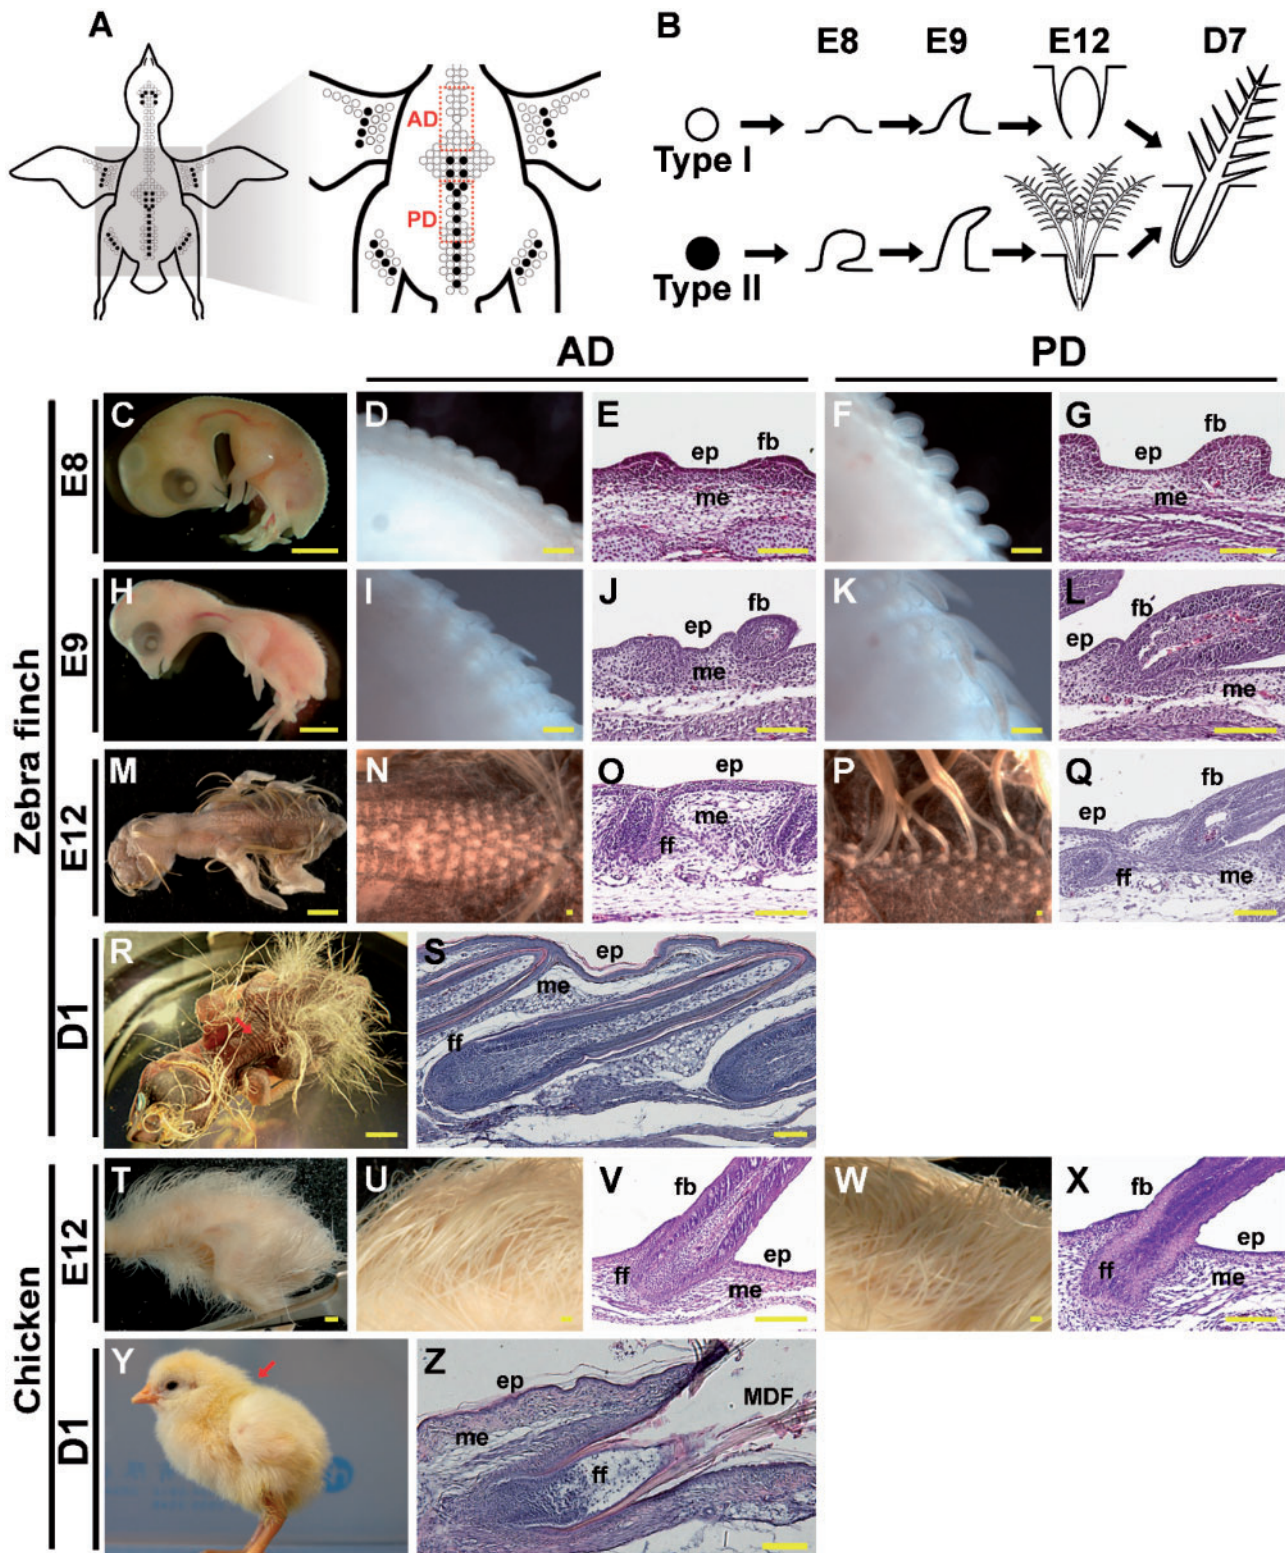 A
AD
PD
B
E8
E9
E12
D7
Type I
Type II
AD
PD
Zebra finch
E8
C
D
E
ep
fb
me
F
G
ep
fb
me
E9
H
I
J
ep
fb
me
K
L
fb
ep
me
E12
M
N
O
ep
me
ff
P
Q
fb
ep
ff
me
D1
R
S
ep
me
ff
Chicken
E12
T
U
V
fb
ep
ff
me
W
X
fb
ep
ff
me
D1
Y
Z
ep
MDF
me
ff